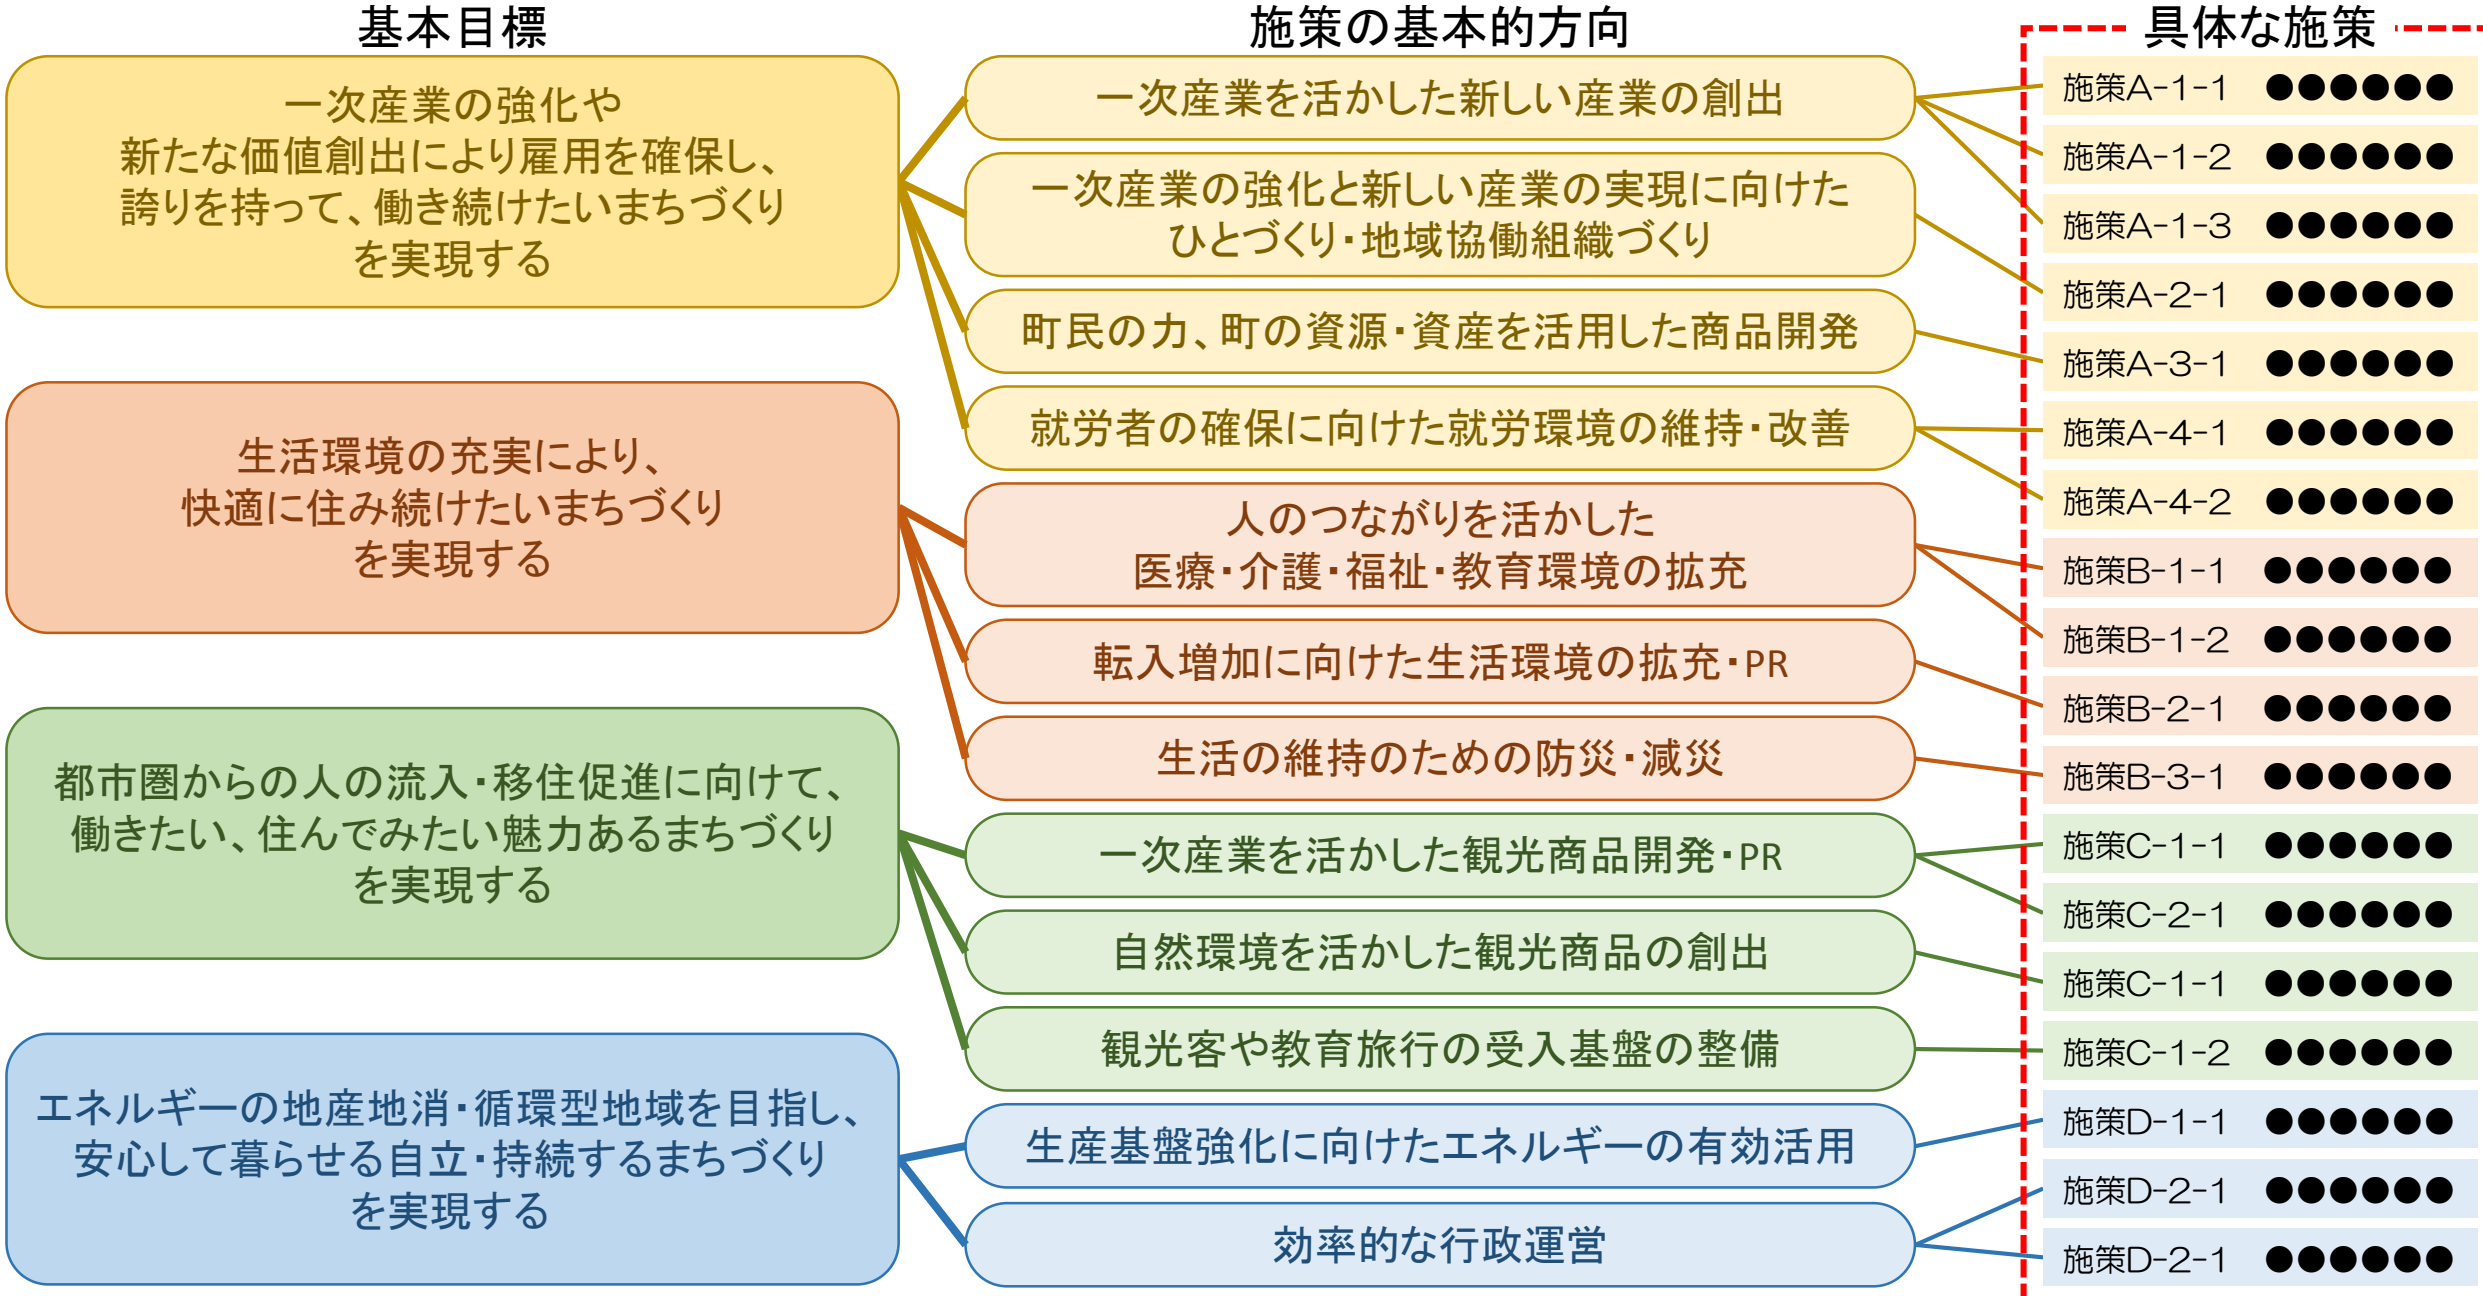 基本目標
一次産業の強化や
新たな価値創出により雇用を確保し、
誇りを持って、働き続けたいまちづくり
を実現する
生活環境の充実により、
快適に住み続けたいまちづくり
を実現する
都市圏からの人の流入・移住促進に向けて、
働きたい、住んでみたい魅力あるまちづくり
を実現する
エネルギーの地産地消・循環型地域を目指し、
安心して暮らせる自立・持続するまちづくり
を実現する
施策の基本的方向
一次産業を活かした新しい産業の創出
一次産業の強化と新しい産業の実現に向けた
ひとづくり・地域協働組織づくり
町民の力、町の資源・資産を活用した商品開発
就労者の確保に向けた就労環境の維持・改善
人のつながりを活かした
医療・介護・福祉・教育環境の拡充
転入増加に向けた生活環境の拡充・PR
生活の維持のための防災・減災
一次産業を活かした観光商品開発・PR
自然環境を活かした観光商品の創出
観光客や教育旅行の受入基盤の整備
生産基盤強化に向けたエネルギーの有効活用
効率的な行政運営
具体な施策
施策A-1-1 ●●●●●●
施策A-1-2 ●●●●●●
施策A-1-3 ●●●●●●
施策A-2-1 ●●●●●●
施策A-3-1 ●●●●●●
施策A-4-1 ●●●●●●
施策A-4-2 ●●●●●●
施策B-1-1 ●●●●●●
施策B-1-2 ●●●●●●
施策B-2-1 ●●●●●●
施策B-3-1 ●●●●●●
施策C-1-1 ●●●●●●
施策C-2-1 ●●●●●●
施策C-1-1 ●●●●●●
施策C-1-2 ●●●●●●
施策D-1-1 ●●●●●●
施策D-2-1 ●●●●●●
施策D-2-1 ●●●●●●